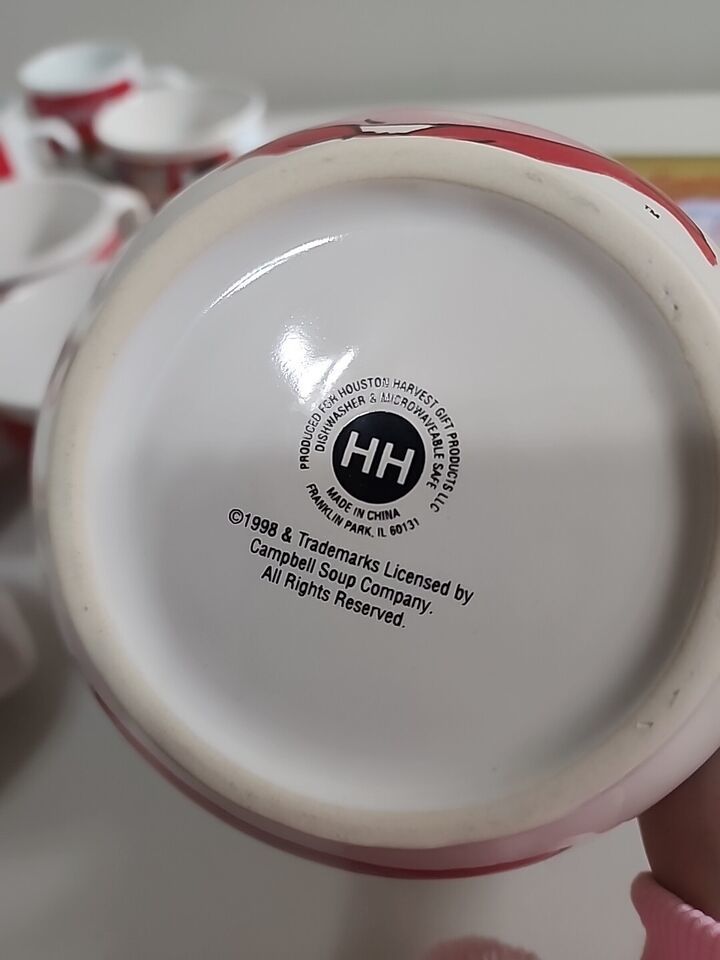 PRODUCED FOR HOUSTON HARVEST GIFT PRODUCTS LLC
DISHWASHER & MICROWAVEABLE SAFE
HH
MADE IN CHINA
FRANKLIN PARK, IL 60131
©1998 & Trademarks Licensed by
Campbell Soup Company.
All Rights Reserved.
™